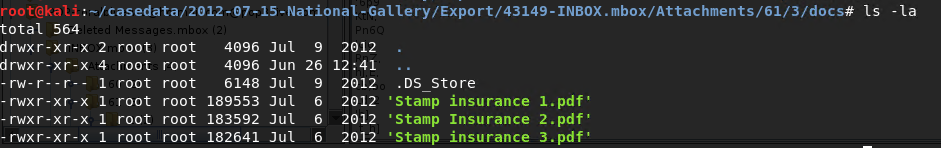 root@kali:~/casedata/2012-07-15-National-Gallery/Export/43149-INBOX.mbox/Attachments/61/3/docs# ls -la
total 564
drwxr-xr-x 2 root root   4096 Jul  9  2012 .
drwxr-xr-x 4 root root   4096 Jun 26 12:41 ..
-rw-r--r-- 1 root root   6148 Jul  9  2012 .DS_Store
-rwxr-xr-x 1 root root 189553 Jul  6  2012 'Stamp insurance 1.pdf'
-rwxr-xr-x 1 root root 183592 Jul  6  2012 'Stamp Insurance 2.pdf'
-rwxr-xr-x 1 root root 182641 Jul  6  2012 'Stamp insurance 3.pdf'